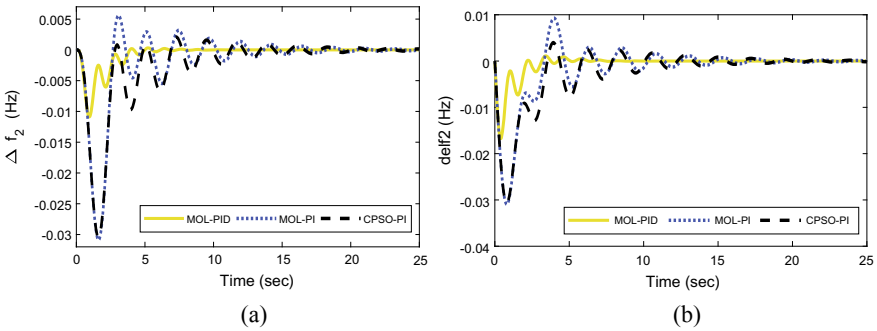 0.005
0
-0.005
-0.01
-0.015
-0.02
-0.025
-0.03
Δ f2 (Hz)
MOL-PID MOL-PI CPSO-PI
0 5 10 15 20 25
Time (sec)
(a)
0.01
0
-0.01
-0.02
-0.03
-0.04
delf2 (Hz)
MOL-PID MOL-PI CPSO-PI
0 5 10 15 20 25
Time (sec)
(b)